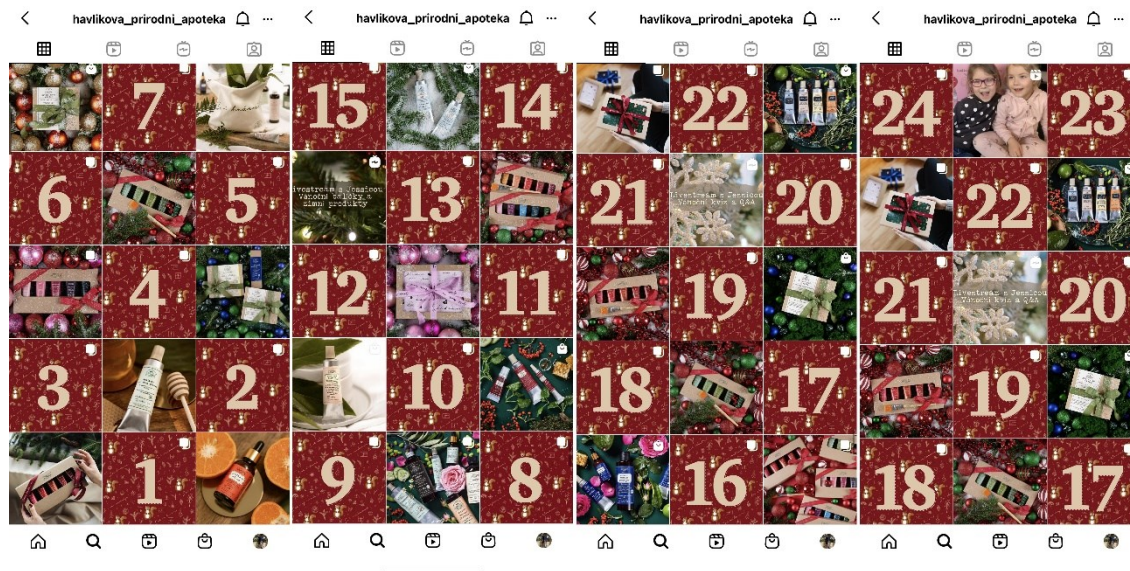 havlikova_prirodni_apoteka
7
6 5
4
3 2
1
havlikova_prirodni_apoteka
15 14
ivestream s Jessicou
Vánoční balíčky a
zimní produkty
13
12 11
10
9 8
havlikova_prirodni_apoteka
22
21
Livestream s Jessicou
Vánoční kvíz a Q&A
20
19
18 17
16
havlikova_prirodni_apoteka
24 23
22
21
Livestream s Jessicou
Vánoční kvíz a Q&A
20
19
18 17